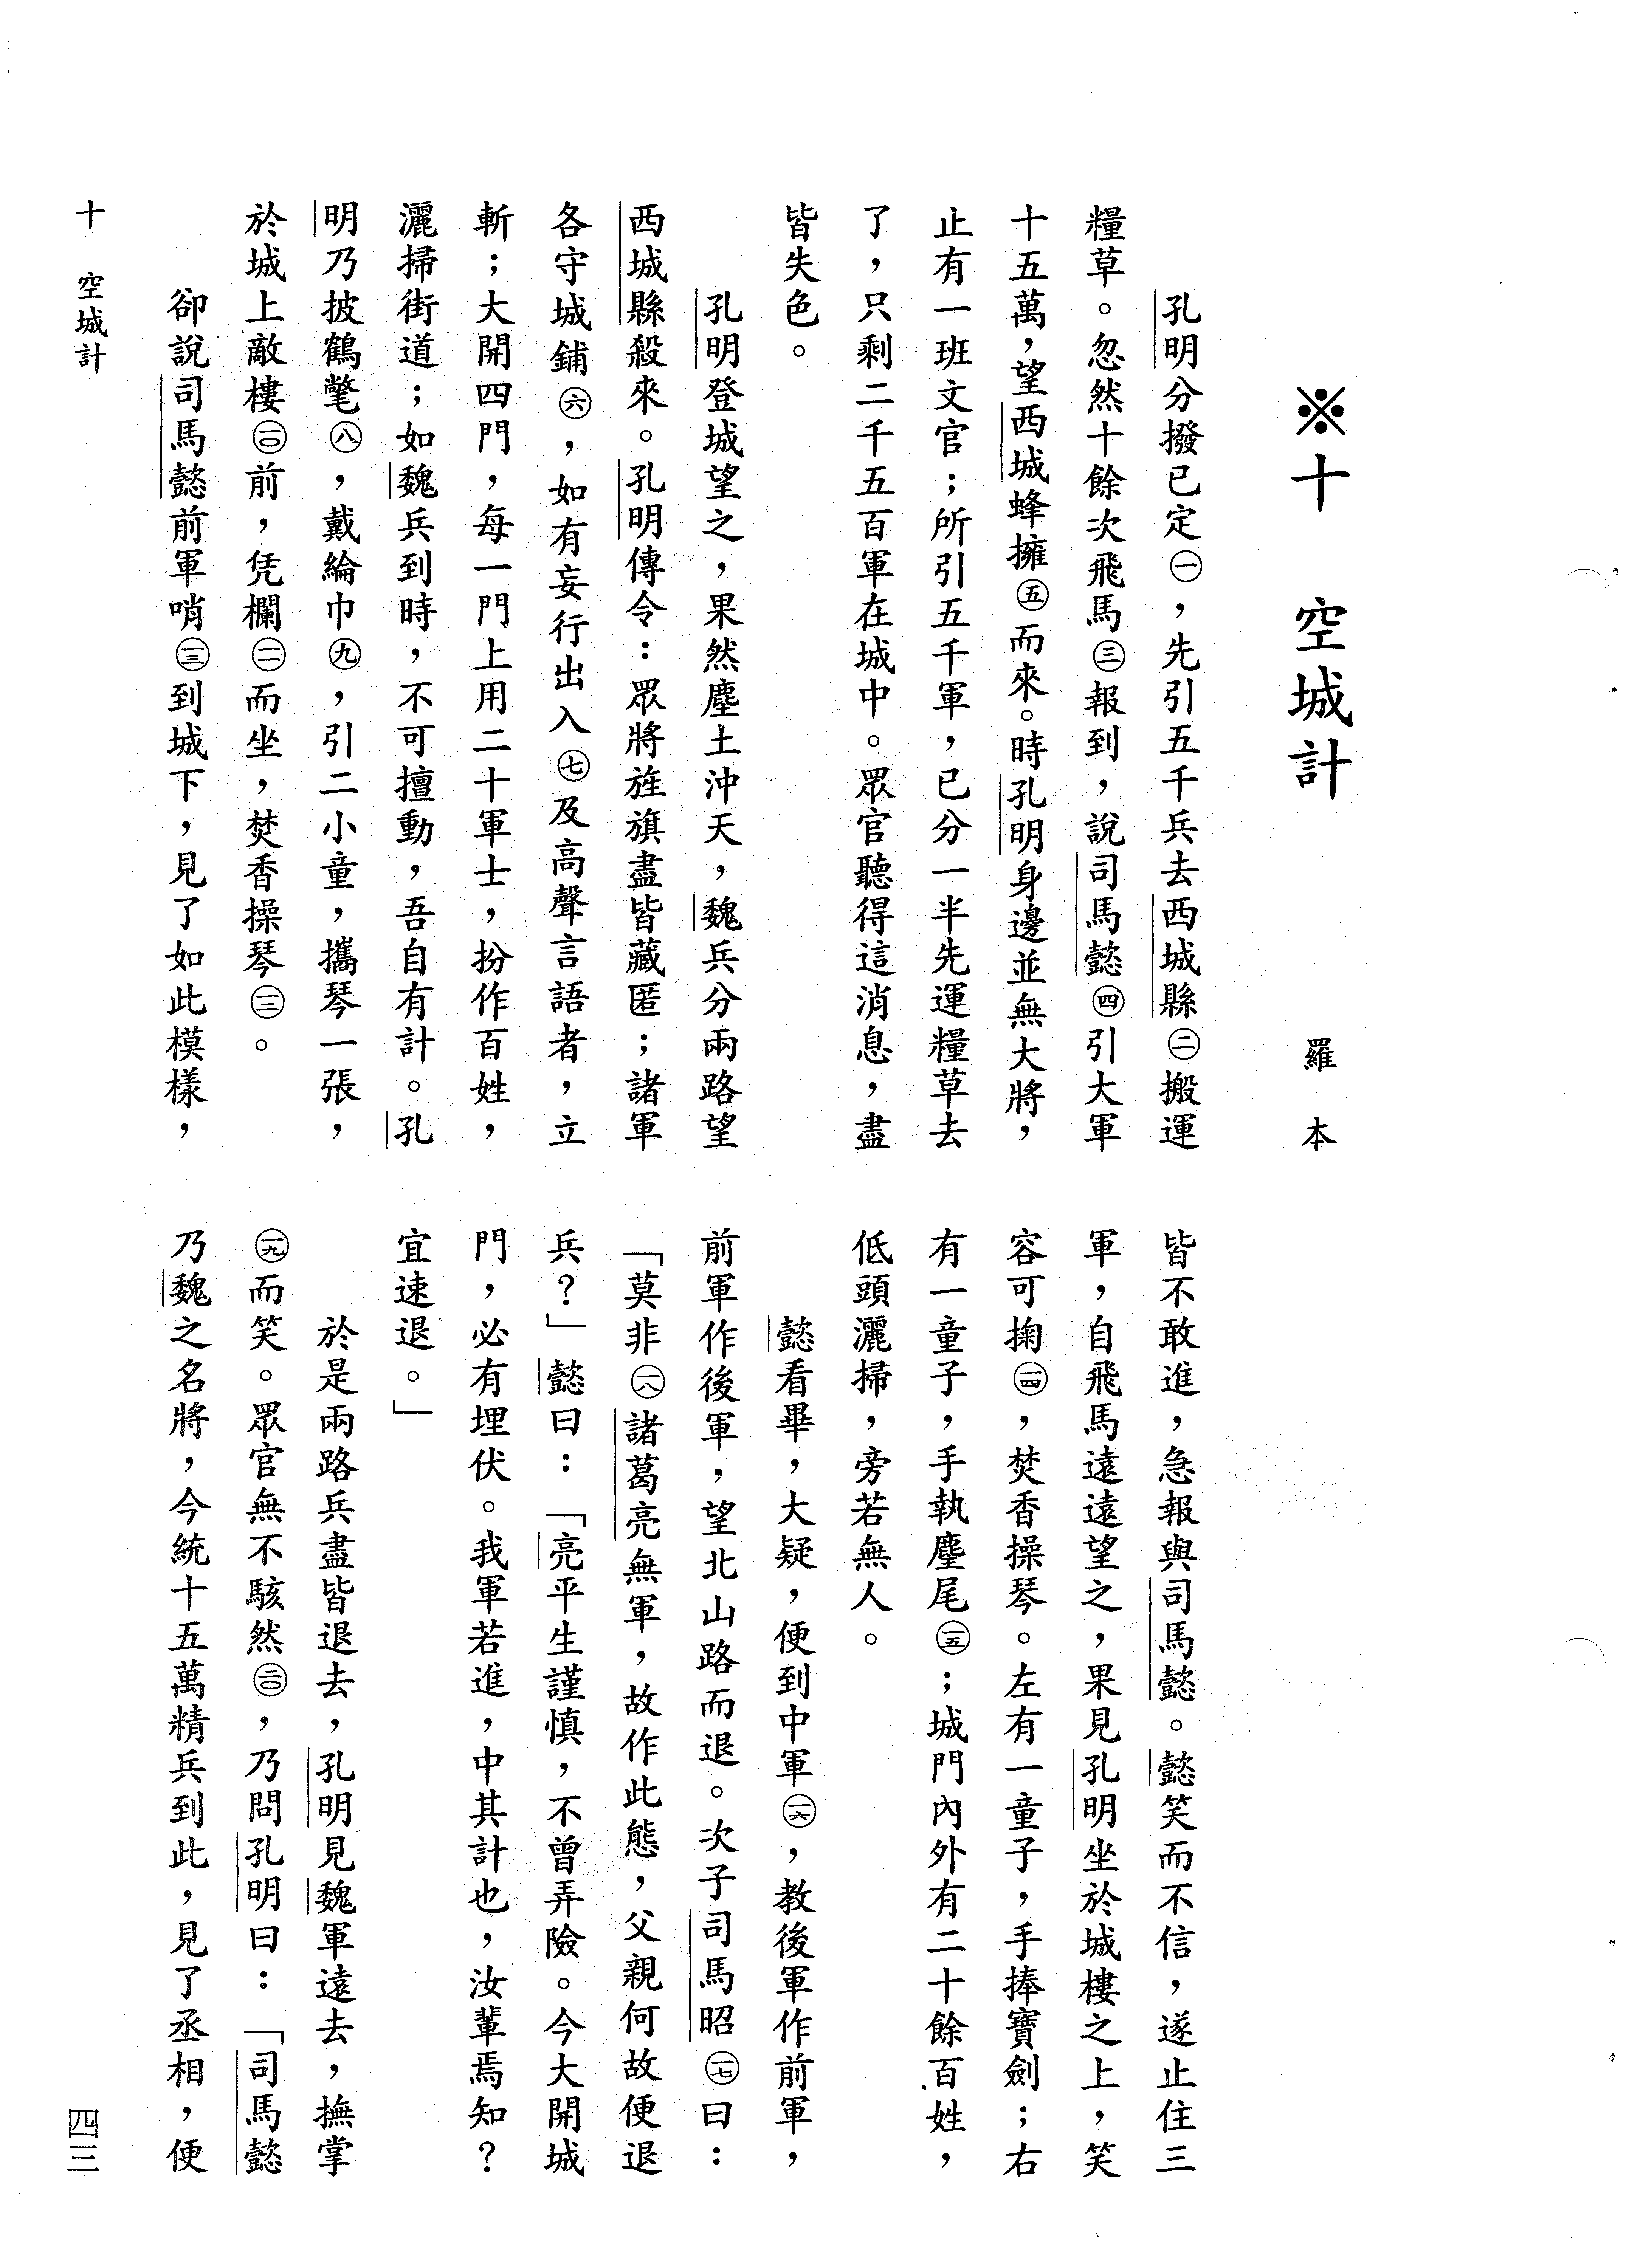 ※十　空城計　羅　本
孔明分撥已定㊀，先引五千兵去西城縣㊁搬運
糧草。忽然十餘次飛馬㊂報到，說司馬懿㊃引大軍
十五萬，望西城蜂擁㊄而來。時孔明身邊並無大將，
止有一班文官；所引五千軍，已分一半先運糧草去
了，只剩二千五百軍在城中。眾官聽得這消息，盡
皆失色。
孔明登城望之，果然塵土沖天，魏兵分兩路望
西城縣殺來。孔明傳令：眾將旌旗盡皆藏匿；諸軍
各守城鋪㊅，如有妄行出入㊆及高聲言語者，立
斬；大開四門，每一門上用二十軍士，扮作百姓，
灑掃街道；如魏兵到時，不可擅動，吾自有計。孔
明乃披鶴氅㊇，戴綸巾㊈，引二小童，攜琴一張，
於城上敵樓(一〇)前，凭欄(一一)而坐，焚香操琴(一二)。
卻說司馬懿前軍哨(一三)到城下，見了如此模樣，
皆不敢進，急報與司馬懿。懿笑而不信，遂止住三
軍，自飛馬遠遠望之，果見孔明坐於城樓之上，笑
容可掬(一四)，焚香操琴。左有一童子，手捧寶劍；右
有一童子，手執麈尾(一五)；城門內外有二十餘百姓，
低頭灑掃，旁若無人。
懿看畢，大疑，便到中軍(一六)，教後軍作前軍，
前軍作後軍，望北山路而退。次子司馬昭(一七)曰：
「莫非(一八)諸葛亮無軍，故作此態，父親何故便退
兵？」懿曰：「亮平生謹慎，不曾弄險。今大開城
門，必有埋伏。我軍若進，中其計也，汝輩焉知？
宜速退。」
於是兩路兵盡皆退去，孔明見魏軍遠去，撫掌
(一九)而笑。眾官無不駭然(二〇)，乃問孔明曰：「司馬懿
乃魏之名將，今統十五萬精兵到此，見了丞相，便
十　空城計
四三